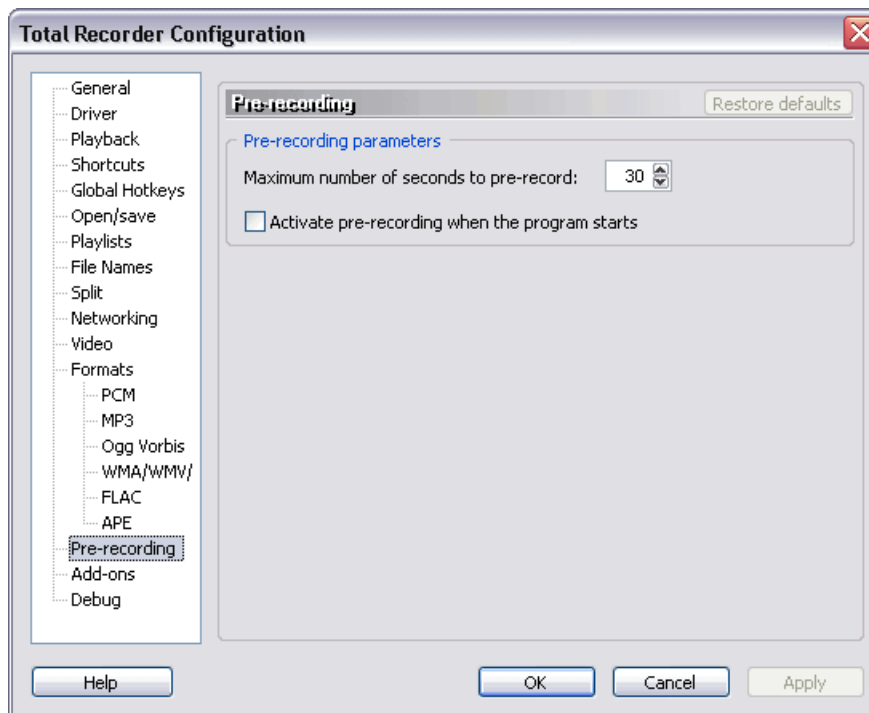 Total Recorder Configuration
General
Driver
Playback
Shortcuts
Global Hotkeys
Open/save
Playlists
File Names
Split
Networking
Video
Formats
PCM
MP3
Ogg Vorbis
WMA/WMV/
FLAC
APE
Pre-recording
Add-ons
Debug
Pre-recording
Restore defaults
Pre-recording parameters
Maximum number of seconds to pre-record: 30
Activate pre-recording when the program starts
Help
OK
Cancel
Apply